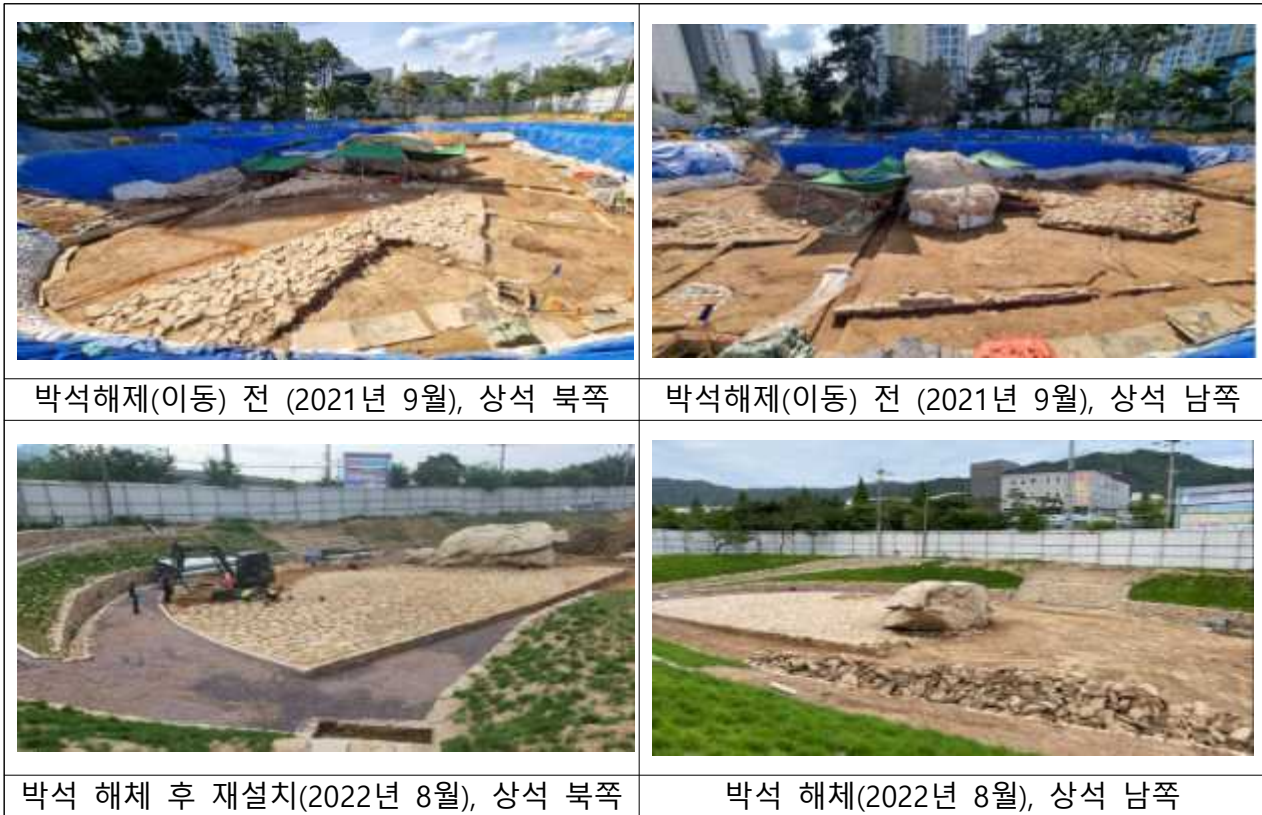 박석해제(이동) 전 (2021년 9월), 상석 북쪽
박석해제(이동) 전 (2021년 9월), 상석 남쪽
박석 해체 후 재설치(2022년 8월), 상석 북쪽
박석 해체(2022년 8월), 상석 남쪽